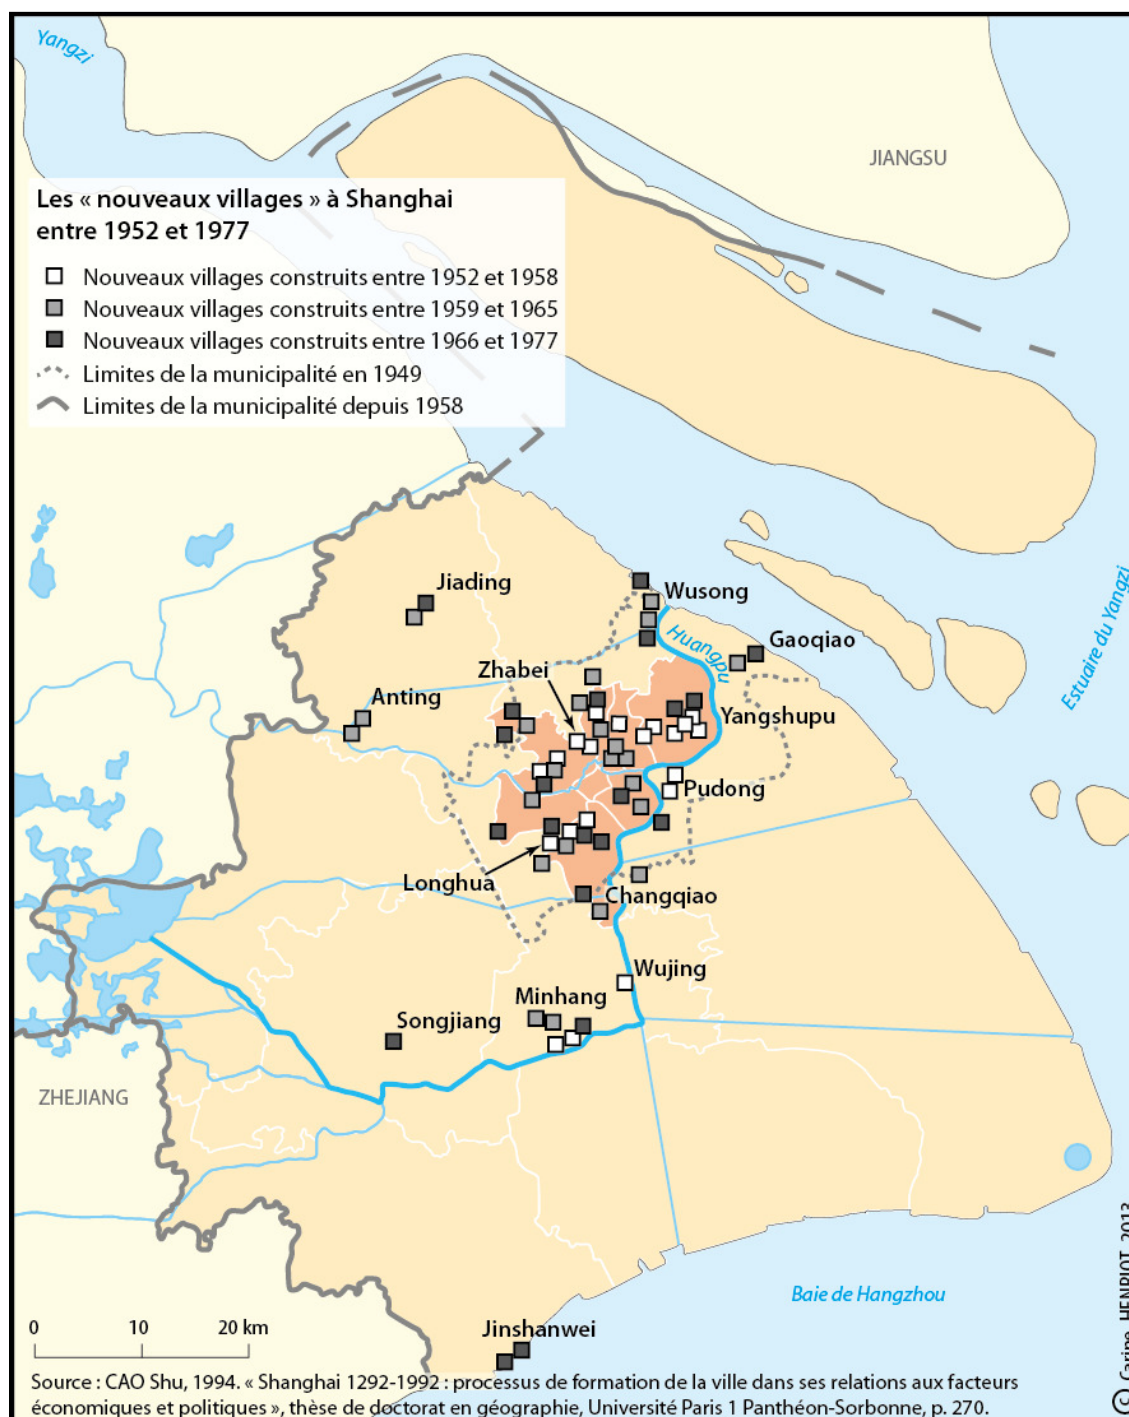 Yangzi
JIANGSU
Les « nouveaux villages » à Shanghai
entre 1952 et 1977
Nouveaux villages construits entre 1952 et 1958
Nouveaux villages construits entre 1959 et 1965
Nouveaux villages construits entre 1966 et 1977
Limites de la municipalité en 1949
Limites de la municipalité depuis 1958
Jiading
Wusong
Huangpu
Gaoqiao
Estuaire du Yangzi
Zhabei
Anting
Yangshupu
Pudong
Longhua
Changqiao
Wujing
Minhang
Songjiang
ZHEJIANG
Baie de Hangzhou
Jinshanwei
0 10 20 km
Source : CAO Shu, 1994. « Shanghai 1292-1992 : processus de formation de la ville dans ses relations aux facteurs
économiques et politiques », thèse de doctorat en géographie, Université Paris 1 Panthéon-Sorbonne, p. 270.
© Carine HENRIOT, 2013